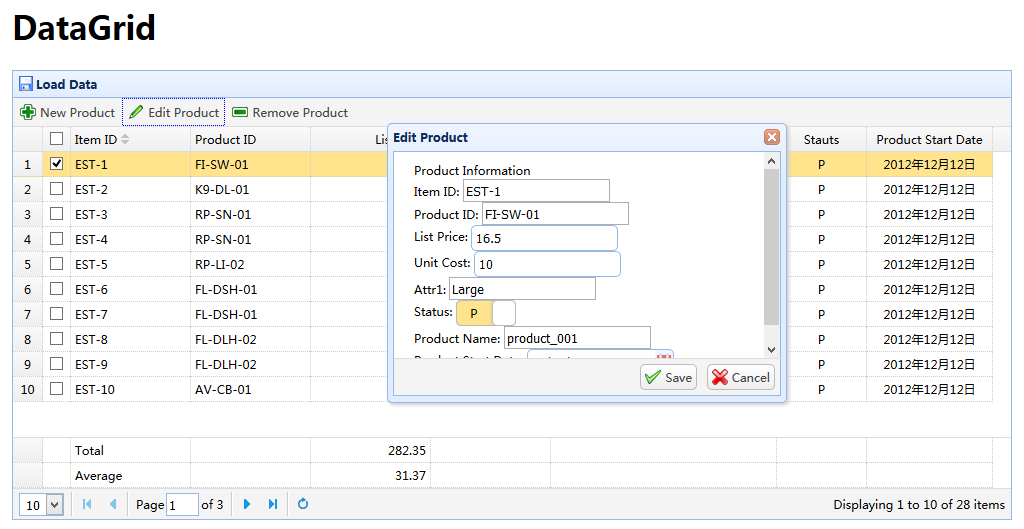 DataGrid
Load Data
New Product Edit Product Remove Product
Item ID Product ID Lis Stauts Product Start Date
1 EST-1 FI-SW-01 P 2012年12月12日
2 EST-2 K9-DL-01 P 2012年12月12日
3 EST-3 RP-SN-01 P 2012年12月12日
4 EST-4 RP-SN-01 P 2012年12月12日
5 EST-5 RP-LI-02 P 2012年12月12日
6 EST-6 FL-DSH-01 P 2012年12月12日
7 EST-7 FL-DSH-01 P 2012年12月12日
8 EST-8 FL-DLH-02 P 2012年12月12日
9 EST-9 FL-DLH-02 P 2012年12月12日
10 EST-10 AV-CB-01 P 2012年12月12日
Edit Product
Product Information
Item ID: EST-1
Product ID: FI-SW-01
List Price: 16.5
Unit Cost: 10
Attr1: Large
Status: P
Product Name: product_001
Product Start Date
Save Cancel
Total 282.35
Average 31.37
10 Page 1 of 3 Displaying 1 to 10 of 28 items